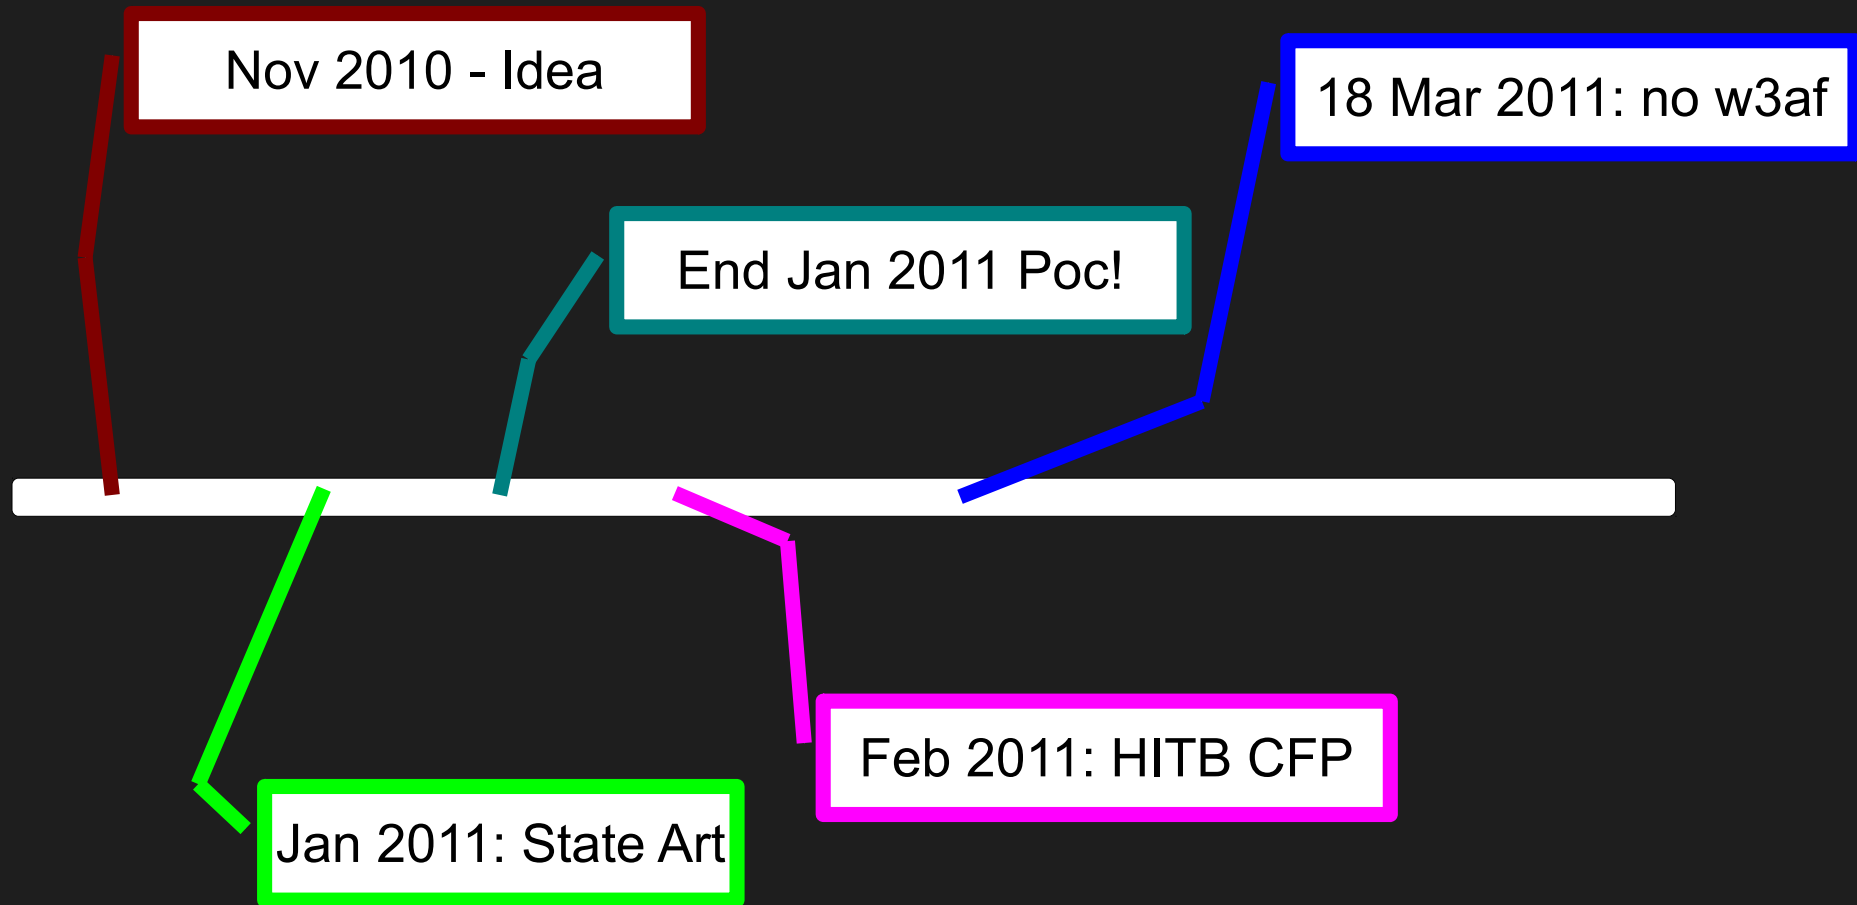 Nov 2010 - Idea
18 Mar 2011: no w3af
End Jan 2011 Poc!
Feb 2011: HITB CFP
Jan 2011: State Art